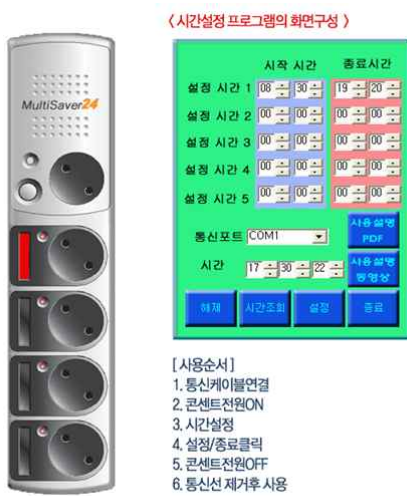 〈 시간설정 프로그램의 화면구성 〉
MultiSaver24
시작 시간 종료시간
설정 시간 1 08 30 19 20
설정 시간 2 00 00 00 00
설정 시간 3 00 00 00 00
설정 시간 4 00 00 00 00
설정 시간 5 00 00 00 00
통신포트 COM1
사용설명
PDF
시간 17 30 22
사용설명
동영상
해제 시간조회 설정 종료
[ 사용순서 ]
1. 통신케이블연결
2. 콘센트전원ON
3. 시간설정
4. 설정/종료클릭
5. 콘센트전원OFF
6. 통신선 제거후 사용